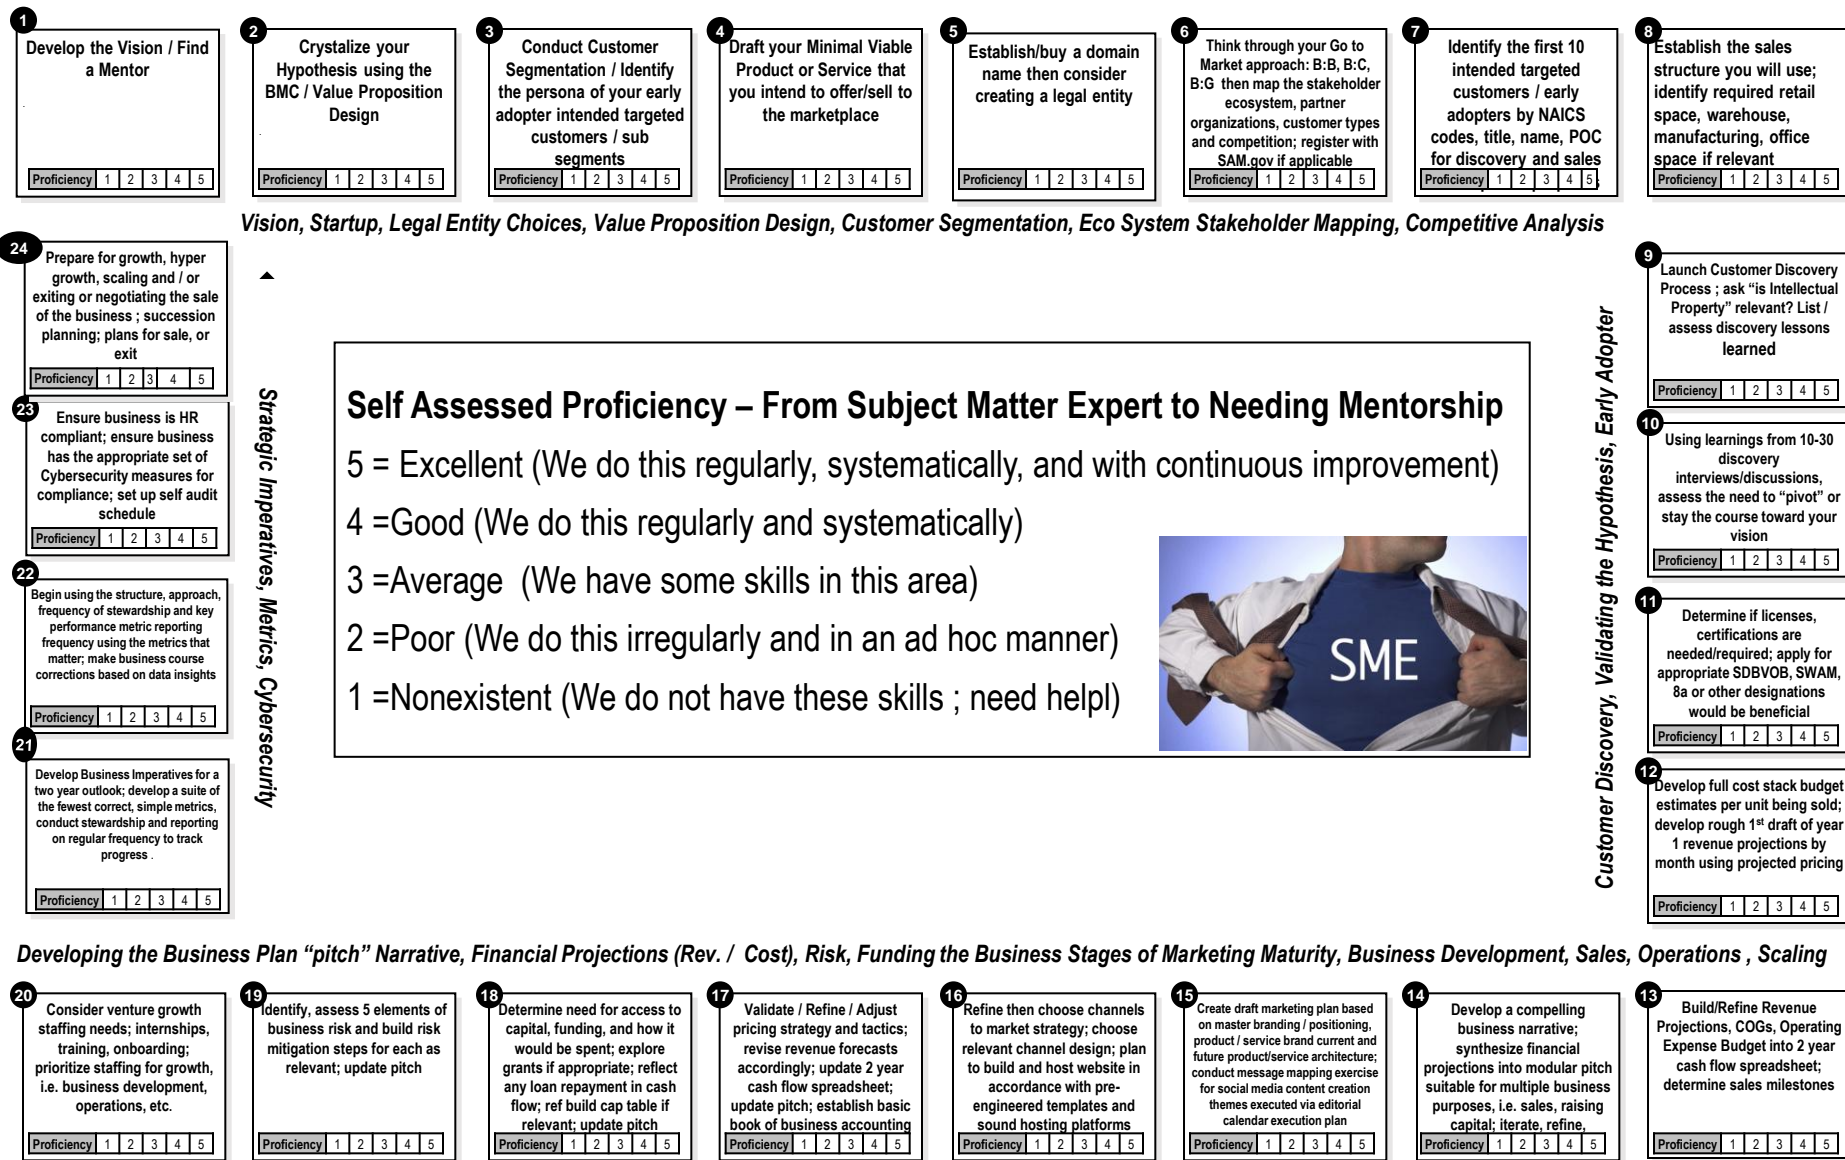 1
Develop the Vision / Find
a Mentor
.
Proficiency 1 2 3 4 5
2
Crystalize your
Hypothesis using the
BMC / Value Proposition
Design
.
Proficiency 1 2 3 4 5
3
Conduct Customer
Segmentation / Identify
the persona of your early
adopter intended targeted
customers / sub
segments
Proficiency 1 2 3 4 5
4
Draft your Minimal Viable
Product or Service that
you intend to offer/sell to
the marketplace
Proficiency 1 2 3 4 5
5
Establish/buy a domain
name then consider
creating a legal entity
Proficiency 1 2 3 4 5
6
Think through your Go to
Market approach: B:B, B:C,
B:G then map the stakeholder
ecosystem, partner
organizations, customer types
and competition; register with
SAM.gov if applicable
Proficiency 1 2 3 4 5
7
Identify the first 10
intended targeted
customers / early
adopters by NAICS
codes, title, name, POC
for discovery and sales
Proficiency 1 2 3 4 5
8
Establish the sales
structure you will use;
identify required retail
space, warehouse,
manufacturing, office
space if relevant
Proficiency 1 2 3 4 5
Vision, Startup, Legal Entity Choices, Value Proposition Design, Customer Segmentation, Eco System Stakeholder Mapping, Competitive Analysis
9
Launch Customer Discovery
Process ; ask “is Intellectual
Property” relevant? List /
assess discovery lessons
learned
Proficiency 1 2 3 4 5
10
Using learnings from 10-30
discovery
interviews/discussions,
assess the need to “pivot” or
stay the course toward your
vision
Proficiency 1 2 3 4 5
11
Determine if licenses,
certifications are
needed/required; apply for
appropriate SDBVOB, SWAM,
8a or other designations
would be beneficial
Proficiency 1 2 3 4 5
12
Develop full cost stack budget
estimates per unit being sold;
develop rough 1st draft of year
1 revenue projections by
month using projected pricing
Proficiency 1 2 3 4 5
Customer Discovery, Validating the Hypothesis, Early Adopter
Self Assessed Proficiency – From Subject Matter Expert to Needing Mentorship
5 = Excellent (We do this regularly, systematically, and with continuous improvement)
4 =Good (We do this regularly and systematically)
3 =Average (We have some skills in this area)
2 =Poor (We do this irregularly and in an ad hoc manner)
1 =Nonexistent (We do not have these skills ; need helpl)
SME
Strategic Imperatives, Metrics, Cybersecurity
24
Prepare for growth, hyper
growth, scaling and / or
exiting or negotiating the sale
of the business ; succession
planning; plans for sale, or
exit
Proficiency 1 2 3 4 5
23
Ensure business is HR
compliant; ensure business
has the appropriate set of
Cybersecurity measures for
compliance; set up self audit
schedule
Proficiency 1 2 3 4 5
22
Begin using the structure, approach,
frequency of stewardship and key
performance metric reporting
frequency using the metrics that
matter; make business course
corrections based on data insights
Proficiency 1 2 3 4 5
21
Develop Business Imperatives for a
two year outlook; develop a suite of
the fewest correct, simple metrics,
conduct stewardship and reporting
on regular frequency to track
progress .
Proficiency 1 2 3 4 5
Developing the Business Plan “pitch” Narrative, Financial Projections (Rev. / Cost), Risk, Funding the Business Stages of Marketing Maturity, Business Development, Sales, Operations , Scaling
20
Consider venture growth
staffing needs; internships,
training, onboarding;
prioritize staffing for growth,
i.e. business development,
operations, etc.
Proficiency 1 2 3 4 5
19
Identify, assess 5 elements of
business risk and build risk
mitigation steps for each as
relevant; update pitch
Proficiency 1 2 3 4 5
18
Determine need for access to
capital, funding, and how it
would be spent; explore
grants if appropriate; reflect
any loan repayment in cash
flow; ref build cap table if
relevant; update pitch
Proficiency 1 2 3 4 5
17
Validate / Refine / Adjust
pricing strategy and tactics;
revise revenue forecasts
accordingly; update 2 year
cash flow spreadsheet;
update pitch; establish basic
book of business accounting
Proficiency 1 2 3 4 5
16
Refine then choose channels
to market strategy; choose
relevant channel design; plan
to build and host website in
accordance with pre-
engineered templates and
sound hosting platforms
Proficiency 1 2 3 4 5
15
Create draft marketing plan based
on master branding / positioning,
product / service brand current and
future product/service architecture;
conduct message mapping exercise
for social media content creation
themes executed via editorial
calendar execution plan
Proficiency 1 2 3 4 5
14
Develop a compelling
business narrative;
synthesize financial
projections into modular pitch
suitable for multiple business
purposes, i.e. sales, raising
capital; iterate, refine,
Proficiency 1 2 3 4 5
13
Build/Refine Revenue
Projections, COGs, Operating
Expense Budget into 2 year
cash flow spreadsheet;
determine sales milestones
Proficiency 1 2 3 4 5